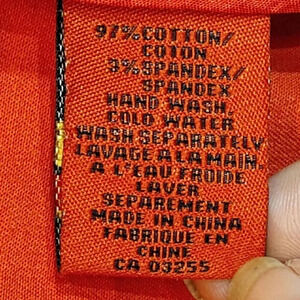 97%COTTON/
COTON
3%SPANDEX/
SPANDEX
HAND WASH
COLD WATER
WASH SEPARATELY
LAVAGE A LA MAIN
A L'EAU FROIDE
LAVER
SEPAREMENT
MADE IN CHINA
FABRIQUE EN
CHINE
CA 03255